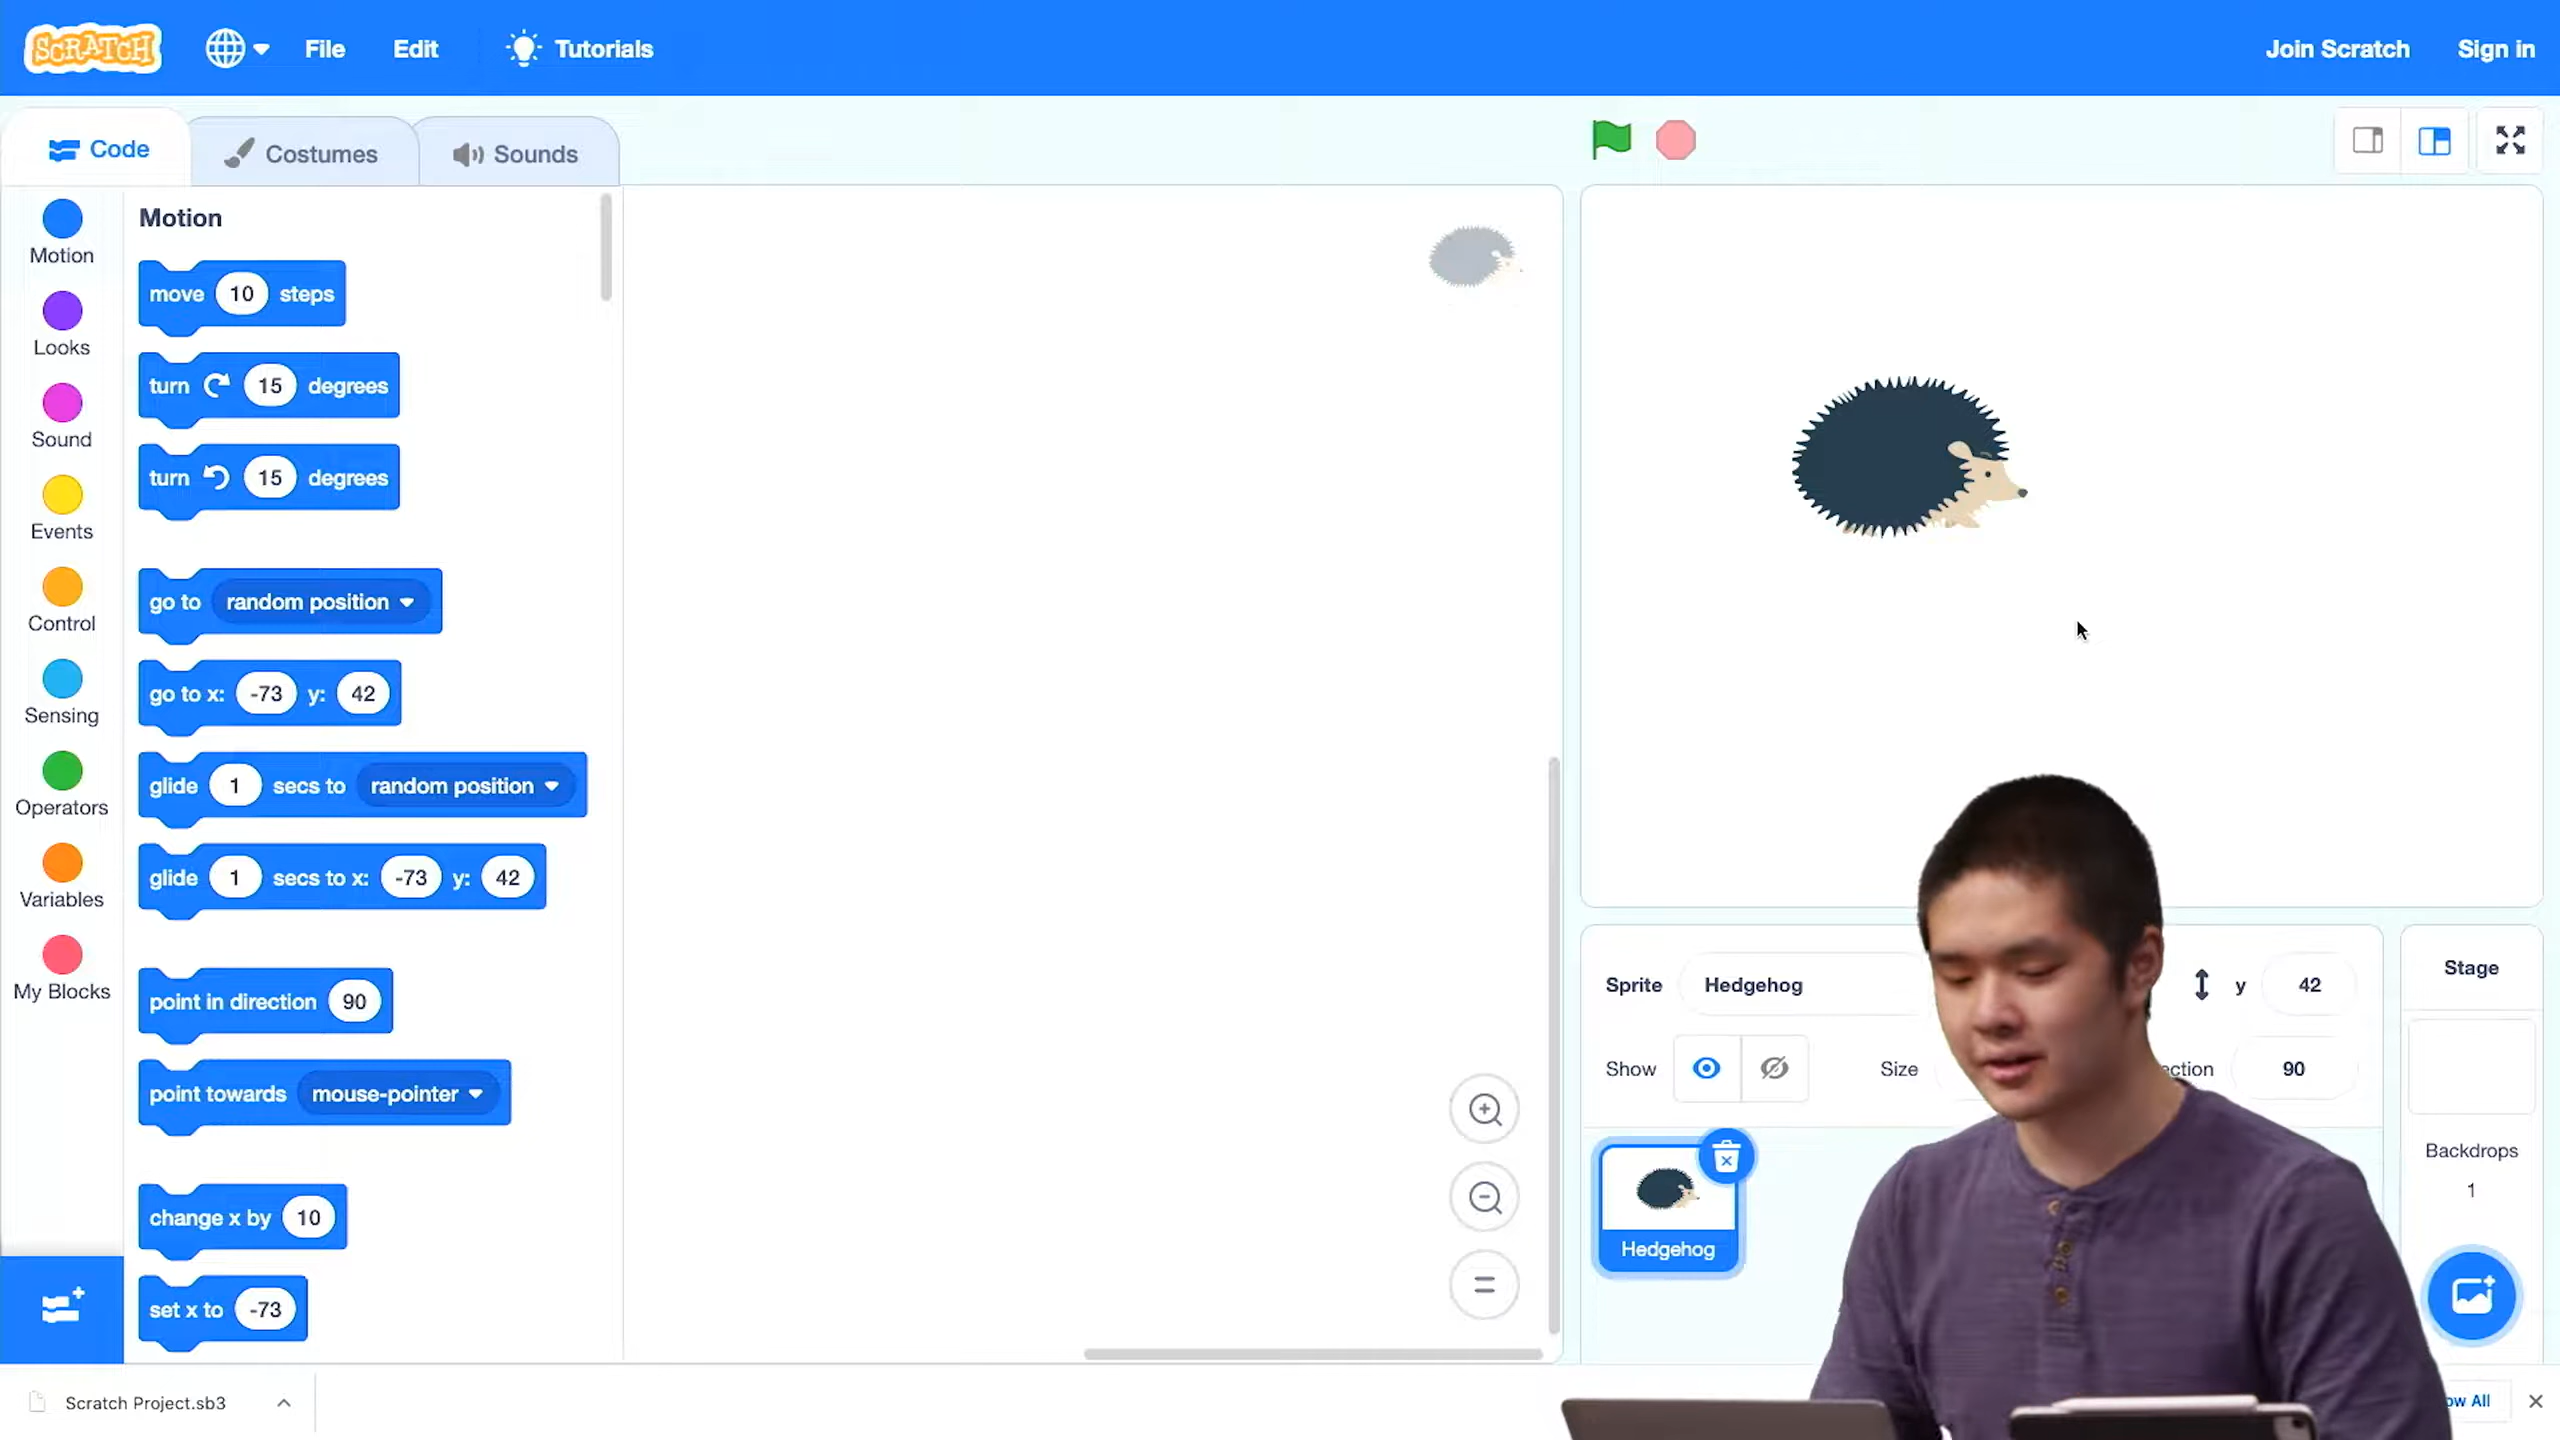 SCRATCH File Edit Tutorials Join Scratch Sign in
Code Costumes Sounds
Motion
Looks
Sound
Events
Control
Sensing
Operators
Variables
My Blocks
Motion
move 10 steps
turn 15 degrees
turn 15 degrees
go to random position
go to x: -73 y: 42
glide 1 secs to random position
glide 1 secs to x: -73 y: 42
point in direction 90
point towards mouse-pointer
change x by 10
set x to -73
Sprite Hedgehog y 42
Show Size 90
Hedgehog
Stage
Backdrops
1
Scratch Project.sb3
All